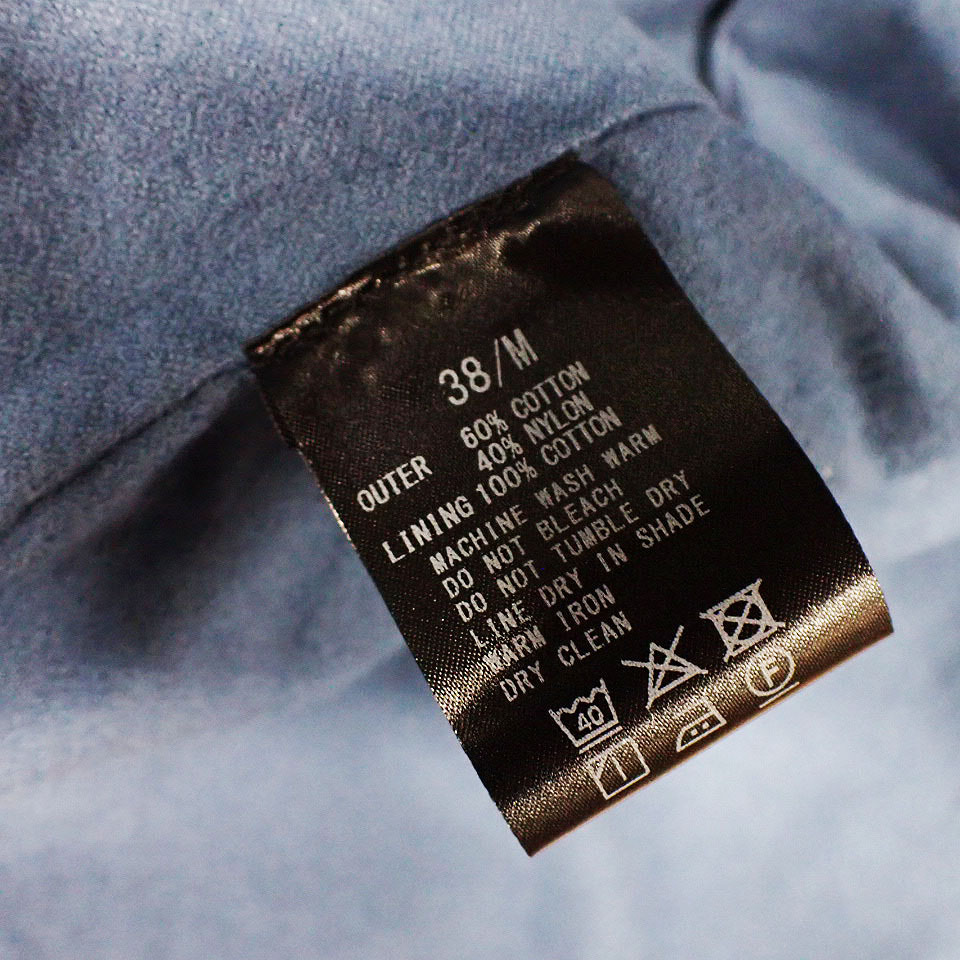 38/M
60% COTTON
OUTER 40% NYLON
LINING 100% COTTON
MACHINE WASH WARM
DO NOT BLEACH
DO NOT TUMBLE DRY
LINE DRY IN SHADE
WARM IRON
DRY CLEAN
40
F